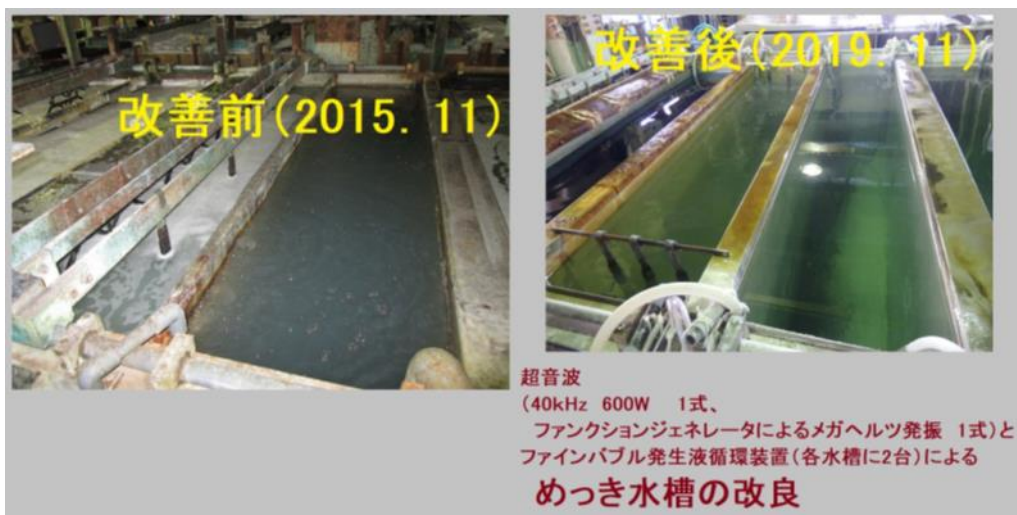 改善前(2015. 11)
改善後(2019. 11)
超音波
(40kHz 600W 1式、
ファンクションジェネレータによるメガヘルツ発振 1式)と
ファインバブル発生液循環装置(各水槽に2台)による
めっき水槽の改良